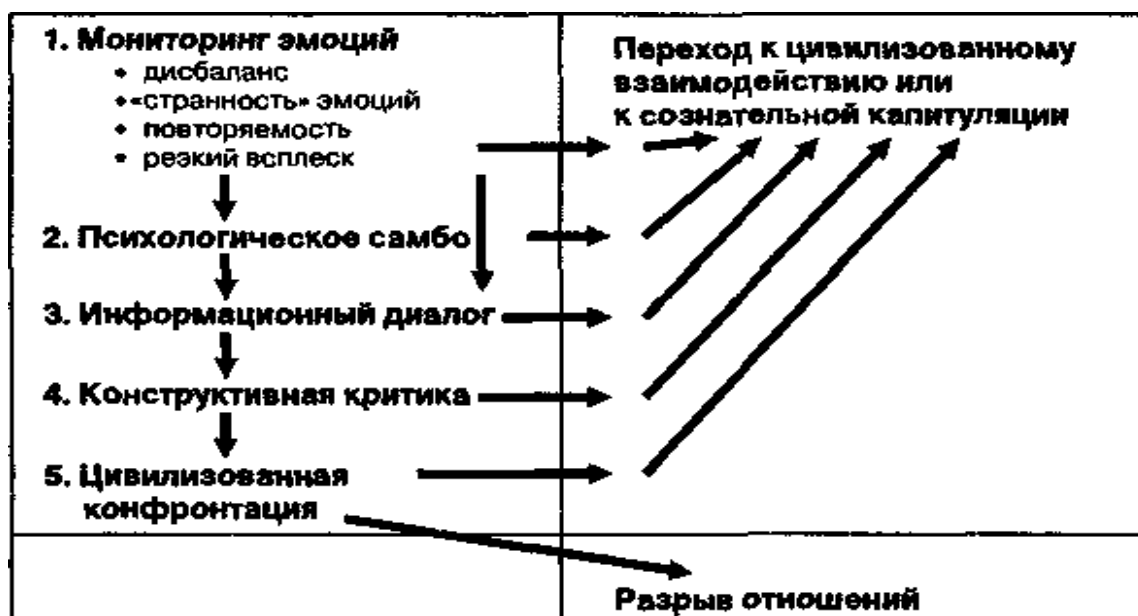 1. Мониторинг эмоций
• дисбаланс
• «странность» эмоций
• повторяемость
• резкий всплеск
2. Психологическое самбо
3. Информационный диалог
4. Конструктивная критика
5. Цивилизованная
конфронтация
Переход к цивилизованному
взаимодействию или
к сознательной капитуляции
Разрыв отношений